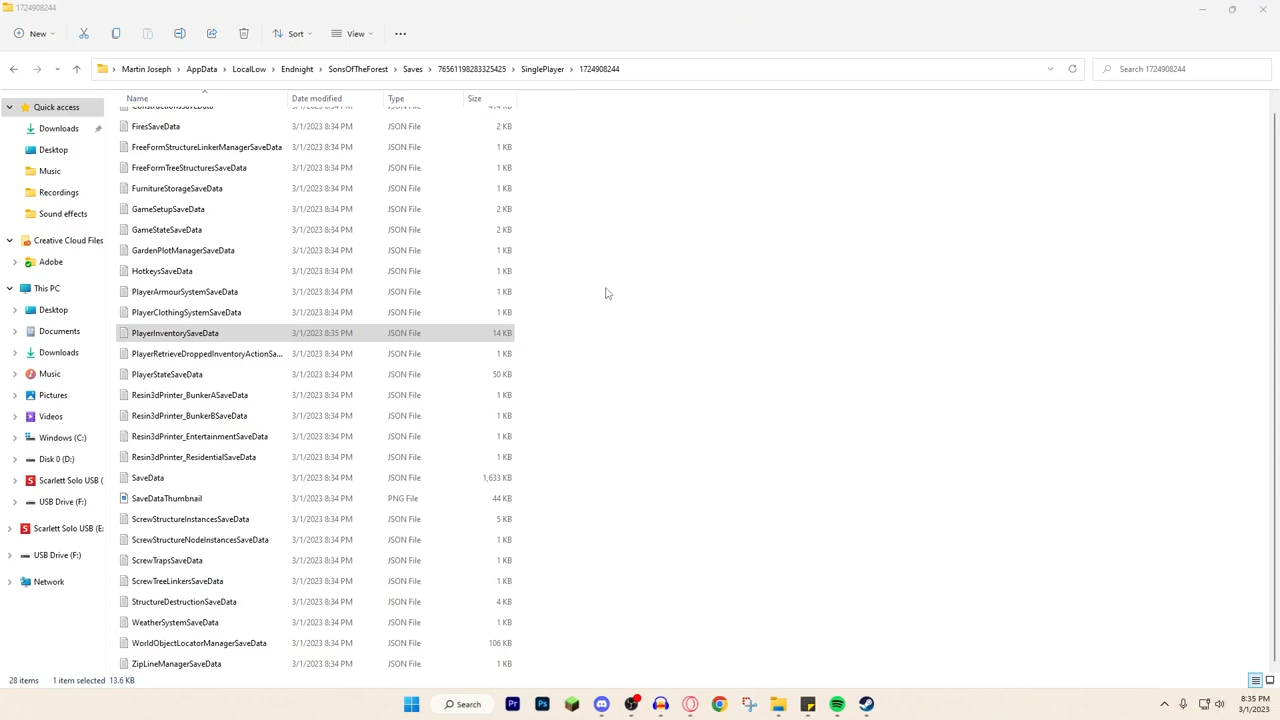 1724908244
New
Sort
View
Martin Joseph > AppData > LocalLow > Endnight > SonsOfTheForest > Saves > 76561198283325425 > SinglePlayer > 1724908244
Search 1724908244
Name Date modified Type Size
Quick access
Downloads
Desktop
Music
Recordings
Sound effects
Creative Cloud Files
Adobe
This PC
Desktop
Documents
Downloads
Music
Pictures
Videos
Windows (C:)
Disk 0 (D:)
Scarlett Solo USB (
USB Drive (F:)
Scarlett Solo USB (E:
USB Drive (F:)
Network
ConstructionsSaveData 3/1/2023 8:34 PM JSON File 414 KB
FiresSaveData 3/1/2023 8:34 PM JSON File 2 KB
FreeFormStructureLinkerManagerSaveData 3/1/2023 8:34 PM JSON File 1 KB
FreeFormTreeStructuresSaveData 3/1/2023 8:34 PM JSON File 1 KB
FurnitureStorageSaveData 3/1/2023 8:34 PM JSON File 1 KB
GameSetupSaveData 3/1/2023 8:34 PM JSON File 2 KB
GameStateSaveData 3/1/2023 8:34 PM JSON File 2 KB
GardenPlotManagerSaveData 3/1/2023 8:34 PM JSON File 1 KB
HotkeysSaveData 3/1/2023 8:34 PM JSON File 1 KB
PlayerArmourSystemSaveData 3/1/2023 8:34 PM JSON File 1 KB
PlayerClothingSystemSaveData 3/1/2023 8:34 PM JSON File 1 KB
PlayerInventorySaveData 3/1/2023 8:35 PM JSON File 14 KB
PlayerRetrieveDroppedInventoryActionSa... 3/1/2023 8:34 PM JSON File 1 KB
PlayerStateSaveData 3/1/2023 8:34 PM JSON File 50 KB
Resin3dPrinter_BunkerASaveData 3/1/2023 8:34 PM JSON File 1 KB
Resin3dPrinter_BunkerBSaveData 3/1/2023 8:34 PM JSON File 1 KB
Resin3dPrinter_EntertainmentSaveData 3/1/2023 8:34 PM JSON File 1 KB
Resin3dPrinter_ResidentialSaveData 3/1/2023 8:34 PM JSON File 1 KB
SaveData 3/1/2023 8:34 PM JSON File 1,633 KB
SaveDataThumbnail 3/1/2023 8:34 PM PNG File 44 KB
ScrewStructureInstancesSaveData 3/1/2023 8:34 PM JSON File 5 KB
ScrewStructureNodeInstancesSaveData 3/1/2023 8:34 PM JSON File 1 KB
ScrewTrapsSaveData 3/1/2023 8:34 PM JSON File 1 KB
ScrewTreeLinkersSaveData 3/1/2023 8:34 PM JSON File 1 KB
StructureDestructionSaveData 3/1/2023 8:34 PM JSON File 4 KB
WeatherSystemSaveData 3/1/2023 8:34 PM JSON File 1 KB
WorldObjectLocatorManagerSaveData 3/1/2023 8:34 PM JSON File 106 KB
ZipLineManagerSaveData 3/1/2023 8:34 PM JSON File 1 KB
28 items 1 item selected 13.6 KB
Search
8:35 PM
3/1/2023